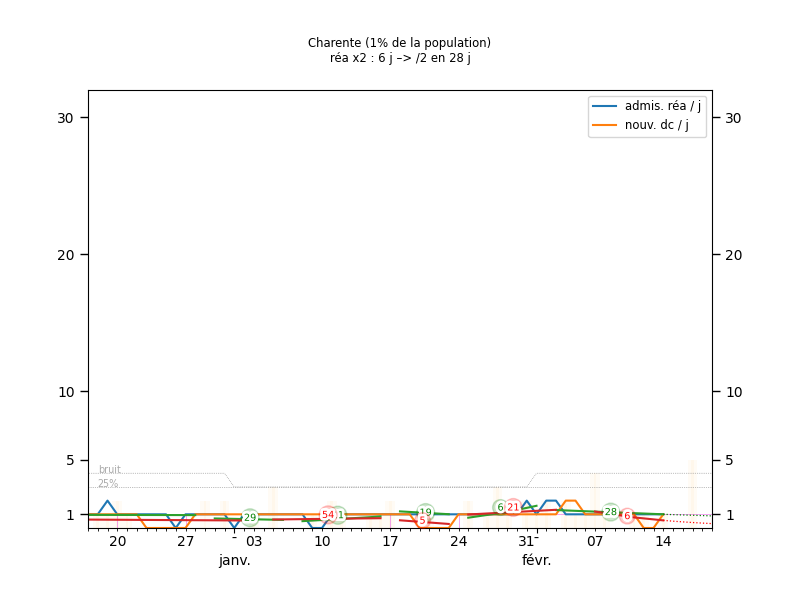 Charente (1% de la population)
réa x2 : 6 j –> /2 en 28 j
admis. réa / j
nouv. dc / j
30 30
20 20
10 10
5 5
bruit
25%
1 1
29 54 19 5 6 21 28 6
20 27 - 03 10 17 24 31- 07 14
janv. févr.